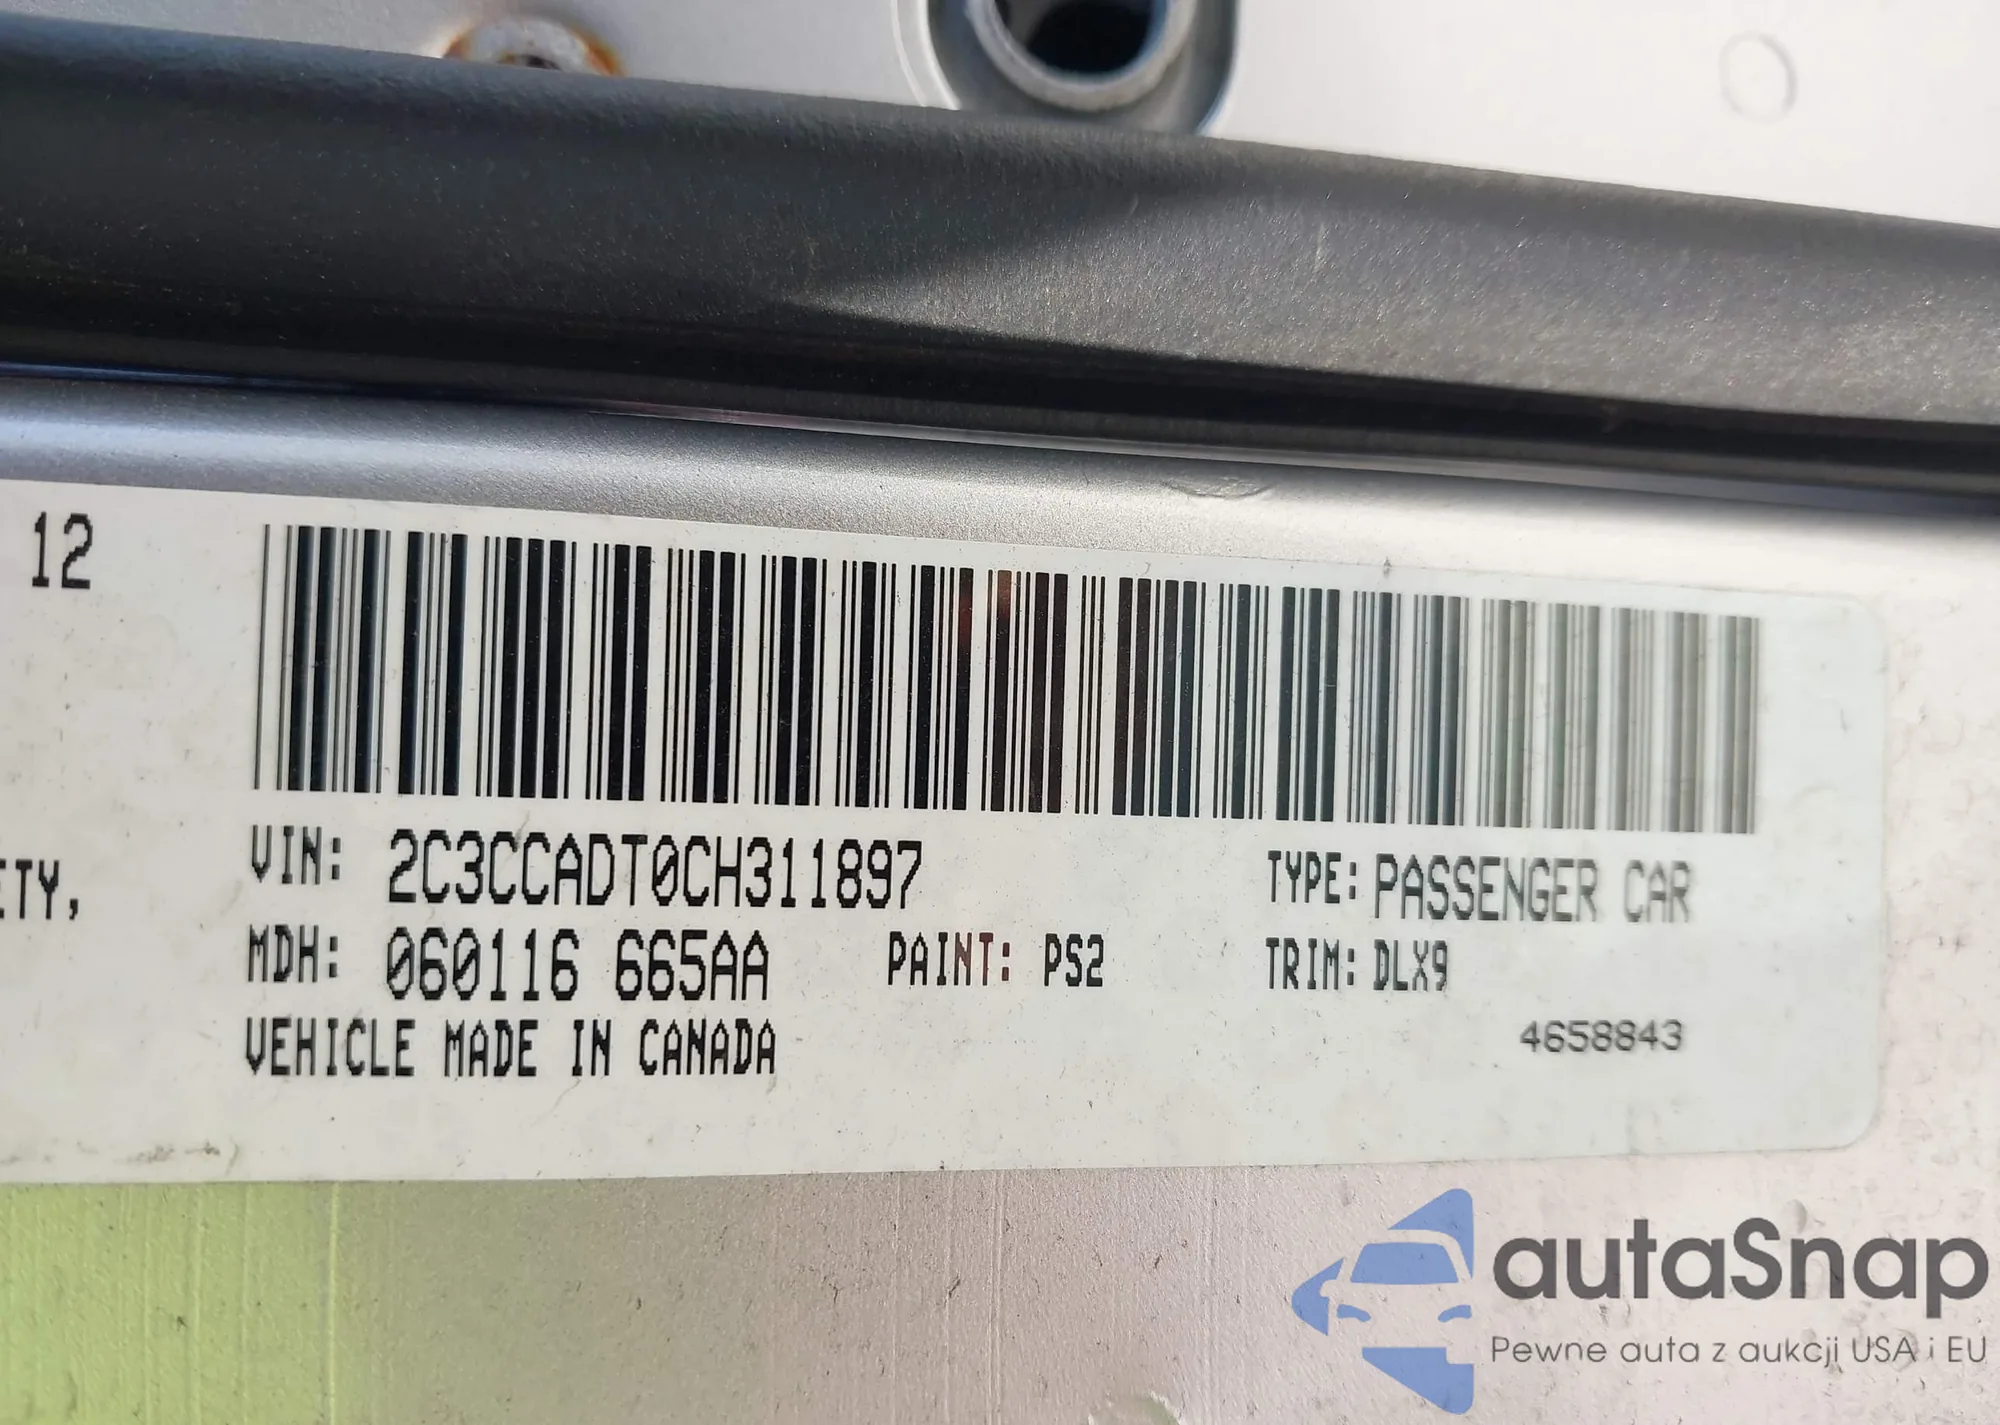 12
ETY,
VIN: 2C3CCADT0CH311897
TYPE: PASSENGER CAR
MDH: 060116 665AA
PAINT: PS2
TRIM: DLX9
VEHICLE MADE IN CANADA
4658843
autaSnap
Pewne auta z aukcji USA i EU